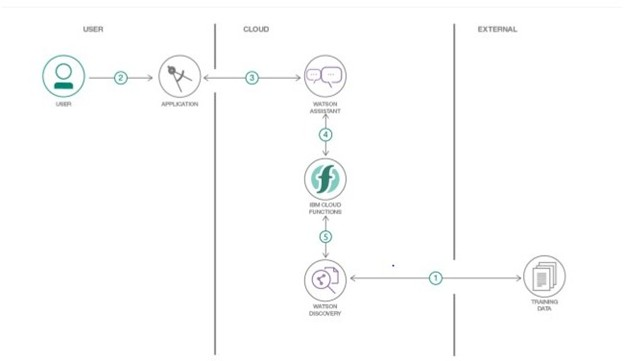 USER
CLOUD
EXTERNAL
2
3
USER
APPLICATION
WATSON
ASSISTANT
4
IBM CLOUD
FUNCTIONS
5
1
WATSON
DISCOVERY
TRAINING
DATA